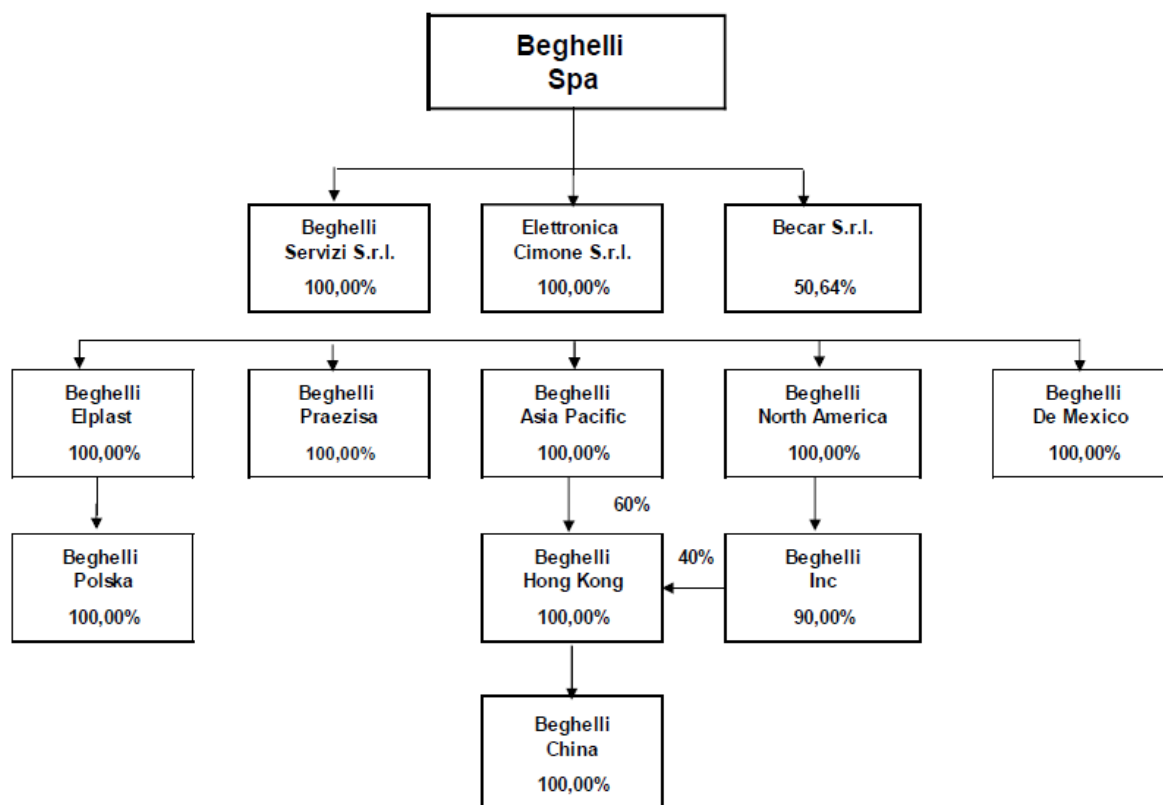 Beghelli
Spa
Beghelli
Servizi S.r.l.
100,00%
Elettronica
Cimone S.r.l.
100,00%
Becar S.r.l.
50,64%
Beghelli
Elplast
100,00%
Beghelli
Praezisa
100,00%
Beghelli
Asia Pacific
100,00%
Beghelli
North America
100,00%
Beghelli
De Mexico
100,00%
60%
Beghelli
Polska
100,00%
Beghelli
Hong Kong
100,00%
40%
Beghelli
Inc
90,00%
Beghelli
China
100,00%